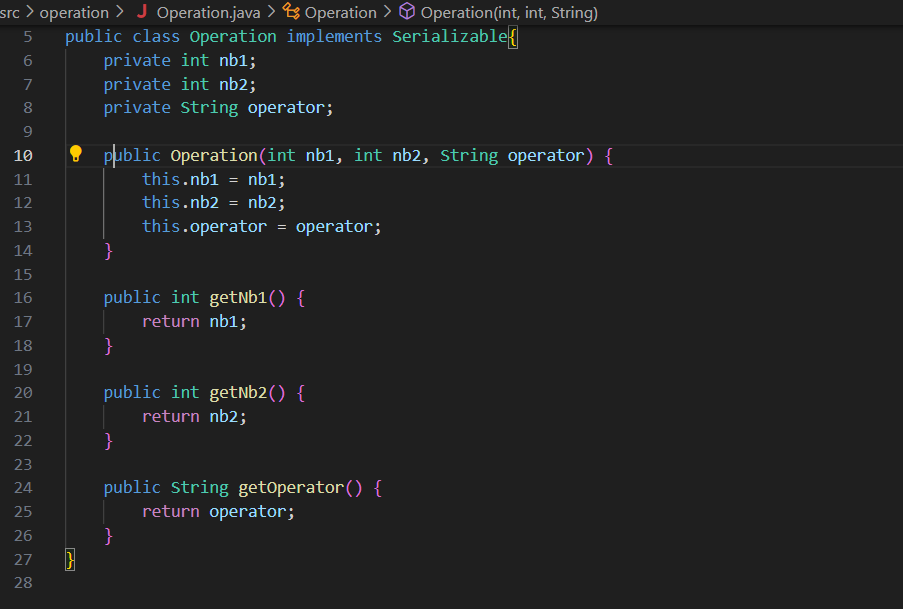 src > operation > J Operation.java > Operation > Operation(int, int, String)
5 public class Operation implements Serializable{
6 private int nb1;
7 private int nb2;
8 private String operator;
9
10 public Operation(int nb1, int nb2, String operator) {
11 this.nb1 = nb1;
12 this.nb2 = nb2;
13 this.operator = operator;
14 }
15
16 public int getNb1() {
17 return nb1;
18 }
19
20 public int getNb2() {
21 return nb2;
22 }
23
24 public String getOperator() {
25 return operator;
26 }
27 }
28